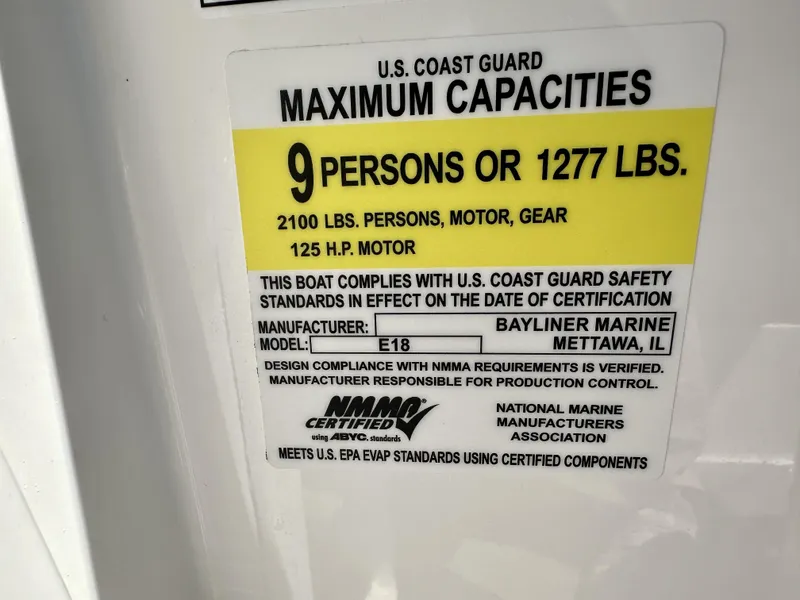 U.S. COAST GUARD
MAXIMUM CAPACITIES
9 PERSONS OR 1277 LBS.
2100 LBS. PERSONS, MOTOR, GEAR
125 H.P. MOTOR
THIS BOAT COMPLIES WITH U.S. COAST GUARD SAFETY
STANDARDS IN EFFECT ON THE DATE OF CERTIFICATION
MANUFACTURER: BAYLINER MARINE
MODEL: E18 METTAWA, IL
DESIGN COMPLIANCE WITH NMMA REQUIREMENTS IS VERIFIED.
MANUFACTURER RESPONSIBLE FOR PRODUCTION CONTROL.
NMMA®
CERTIFIED
using ABYC. standards
NATIONAL MARINE
MANUFACTURERS
ASSOCIATION
MEETS U.S. EPA EVAP STANDARDS USING CERTIFIED COMPONENTS